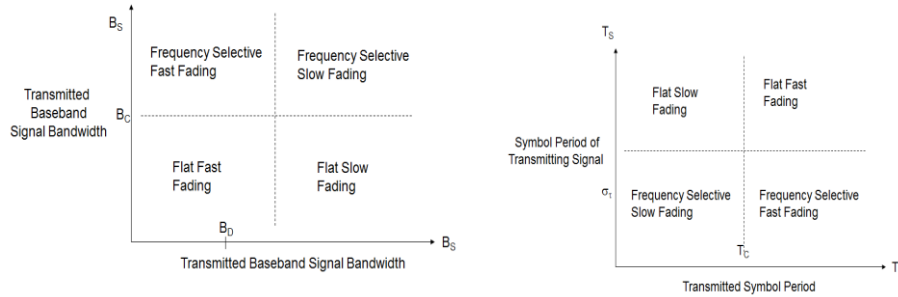 B_S
Frequency Selective
Fast Fading
Frequency Selective
Slow Fading
Transmitted
Baseband
Signal Bandwidth
B_C
Flat Fast
Fading
Flat Slow
Fading
B_D
B_S
Transmitted Baseband Signal Bandwidth
T_S
Flat Slow
Fading
Flat Fast
Fading
Symbol Period of
Transmitting Signal
σ_τ
Frequency Selective
Slow Fading
Frequency Selective
Fast Fading
T_C
T
Transmitted Symbol Period